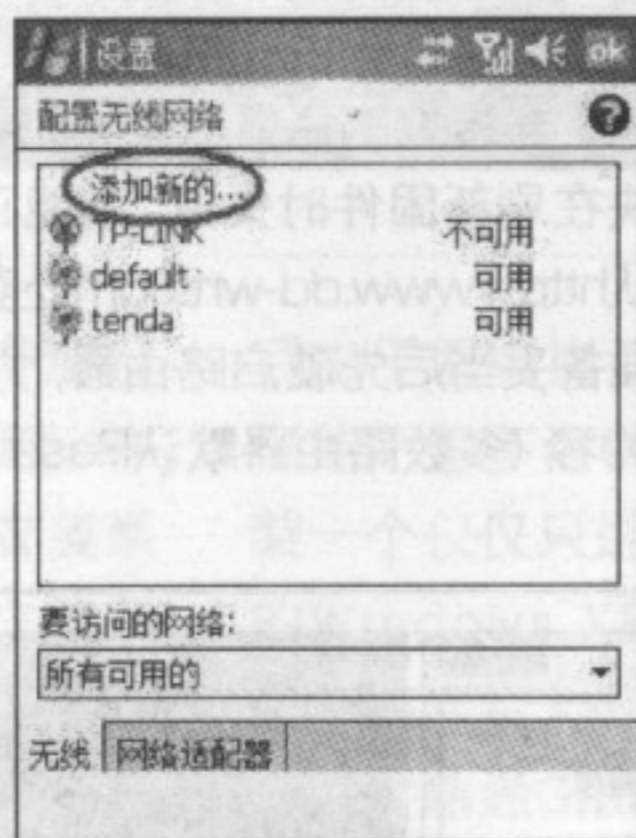 设置
ok
配置无线网络
?
添加新的...
TP-LINK 不可用
default 可用
tenda 可用
要访问的网络:
所有可用的
无线 网络适配器